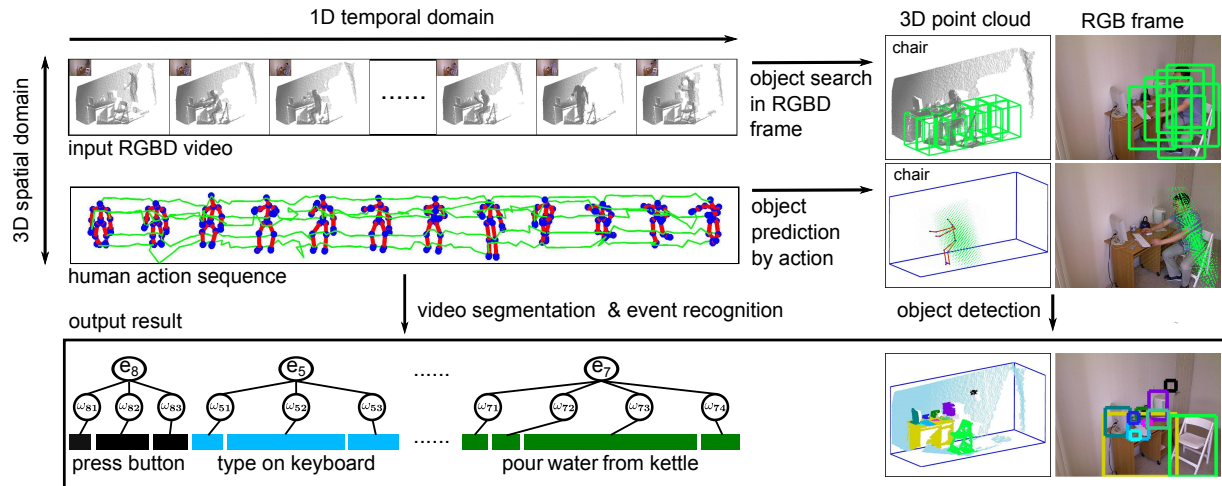 1D temporal domain
3D point cloud
RGB frame
3D spatial domain
chair
object search
in RGBD
frame
......
input RGBD video
chair
object
prediction
by action
human action sequence
video segmentation & event recognition
object detection
output result
e8
e5
......
e7
ω81
ω82
ω83
ω51
ω52
ω53
ω71
ω72
ω73
ω74
......
press button
type on keyboard
pour water from kettle